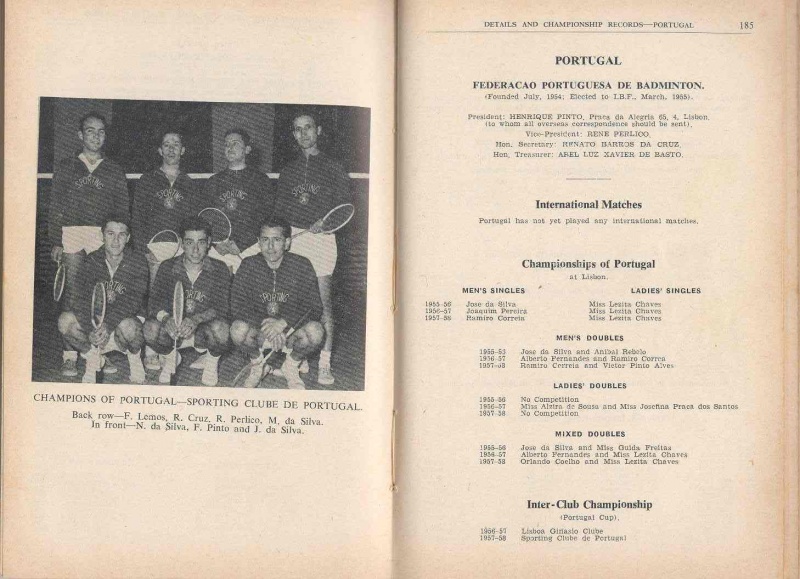 SPORTING
SPORTING
SPORTING
SPORTING
SPORTING
SPORTING
SPORTING
CHAMPIONS OF PORTUGAL—SPORTING CLUBE DE PORTUGAL.
Back row—F. Lemos, R. Cruz, R. Perlico, M. da Silva.
In front—N. da Silva, F. Pinto and J. da Silva.
DETAILS AND CHAMPIONSHIP RECORDS—PORTUGAL 185
PORTUGAL
FEDERACAO PORTUGUESA DE BADMINTON.
(Founded July, 1954; Elected to I.B.F., March, 1955).
President: HENRIQUE PINTO, Praca da Alegria 65, 4, Lisbon.
(to whom all overseas correspondence should be sent).
Vice-President: RENE PERLICO.
Hon. Secretary: RENATO BARROS DA CRUZ.
Hon. Treasurer: ABEL LUZ XAVIER DE BASTO.
International Matches
Portugal has not yet played any international matches.
Championships of Portugal
at Lisbon.
MEN'S SINGLES LADIES' SINGLES
1955-56 Jose da Silva Miss Lezita Chaves
1956-57 Joaquim Pereira Miss Lezita Chaves
1957-58 Ramiro Correia Miss Lezita Chaves
MEN'S DOUBLES
1955-53 Jose da Silva and Anibal Rebelo
1956-57 Alberto Fernandes and Ramiro Correa
1957-58 Ramiro Correia and Victor Pinto Alves
LADIES' DOUBLES
1955-56 No Competition
1956-57 Miss Alzira de Sousa and Miss Josefina Praca dos Santos
1957-58 No Competition
MIXED DOUBLES
1955-56 Jose da Silva and Miss Guida Freitas
1956-57 Alberto Fernandes and Miss Lezita Chaves
1957-58 Orlando Coelho and Miss Lezita Chaves
Inter-Club Championship
(Portugal Cup).
1956-57 Lisboa Ginasio Clube
1957-58 Sporting Clube de Portugal